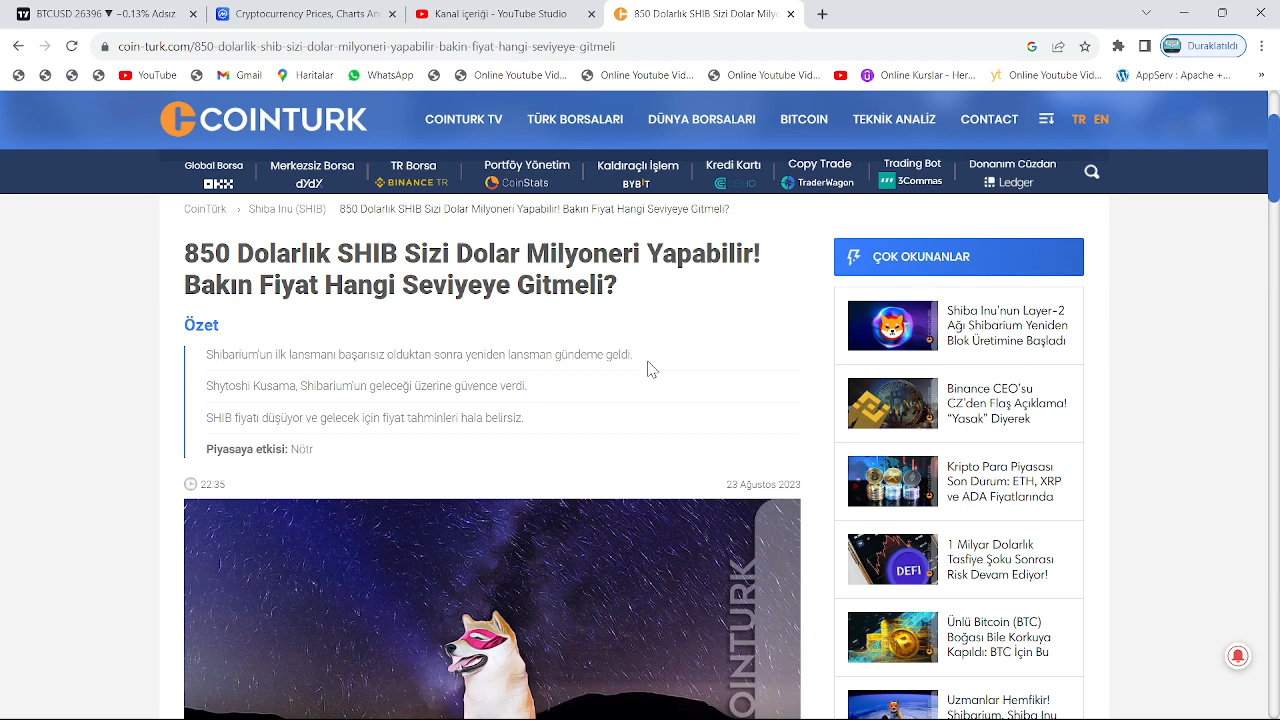 BTCUSD 26396 ▼ −0.13% Adsız
Cryptocurrency Prices, Charts An
Kanal içeriği - YouTube Studio
850 Dolarlık SHIB Sizi Dolar Milyo
coin-turk.com/850-dolarlik-shib-sizi-dolar-milyoneri-yapabilir-bakin-fiyat-hangi-seviyeye-gitmeli
Duraklatıldı
YouTube
Gmail
Haritalar
WhatsApp
Online Youtube Vid...
Online Youtube Vid...
Online Youtube Vid...
Online Kurslar - Her...
Online Youtube Vid...
AppServ : Apache +...
COINTURK
COINTURK TV
TÜRK BORSALARI
DÜNYA BORSALARI
BITCOIN
TEKNİK ANALİZ
CONTACT
TR EN
Global Borsa
OKX
Merkezsiz Borsa
dYdX
TR Borsa
BINANCE TR
Portföy Yönetim
CoinStats
Kaldıraçlı İşlem
BYBIT
Kredi Kartı
Copy Trade
TraderWagon
Trading Bot
3Commas
Donanım Cüzdan
Ledger
CoinTürk › Shiba Inu (SHIB) 850 Dolarlık SHIB Sizi Dolar Milyoneri Yapabilir! Bakın Fiyat Hangi Seviyeye Gitmeli?
850 Dolarlık SHIB Sizi Dolar Milyoneri Yapabilir!
Bakın Fiyat Hangi Seviyeye Gitmeli?
Özet
Shibarium'un ilk lansmanı başarısız olduktan sonra yeniden lansman gündeme geldi.
Shytoshi Kusama, Shibarium'un geleceği üzerine güvence verdi.
SHIB fiyatı düşüyor ve gelecek için fiyat tahminleri hala belirsiz.
Piyasaya etkisi: Nötr
22:35
23 Ağustos 2023
OINTURK
ÇOK OKUNANLAR
Shiba Inu'nun Layer-2
Ağı Shibarium Yeniden
Blok Üretimine Başladı
Binance CEO'su
CZ'den Flaş Açıklama!
"Yasak" Diyerek
Kripto Para Piyasası
Son Durum: ETH, XRP
ve ADA Fiyatlarında
DEFI
1 Milyar Dolarlık
Tasfiye Şoku Sonrası
Risk Devam Ediyor!
Ünlü Bitcoin (BTC)
Boğası Bile Korkuya
Kapıldı: BTC İçin Bu
Uzmanlar Hemfikir!
Shibarium, Shiba Inu